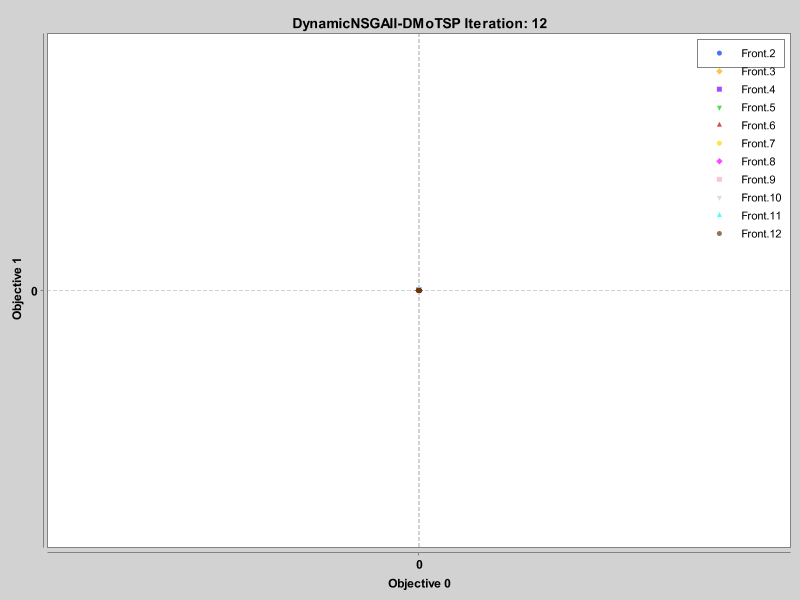 DynamicNSGAII-DMoTSP Iteration: 12
Front.2
Front.3
Front.4
Front.5
Front.6
Front.7
Front.8
Front.9
Front.10
Front.11
Front.12
Objective 1
0
0
Objective 0